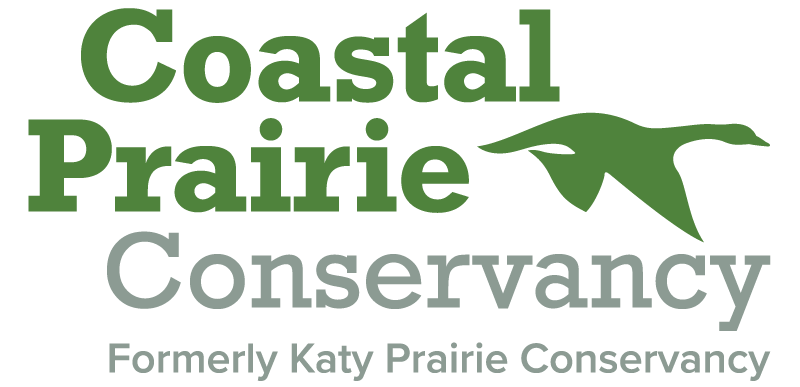 Coastal
Prairie
Conservancy
Formerly Katy Prairie Conservancy